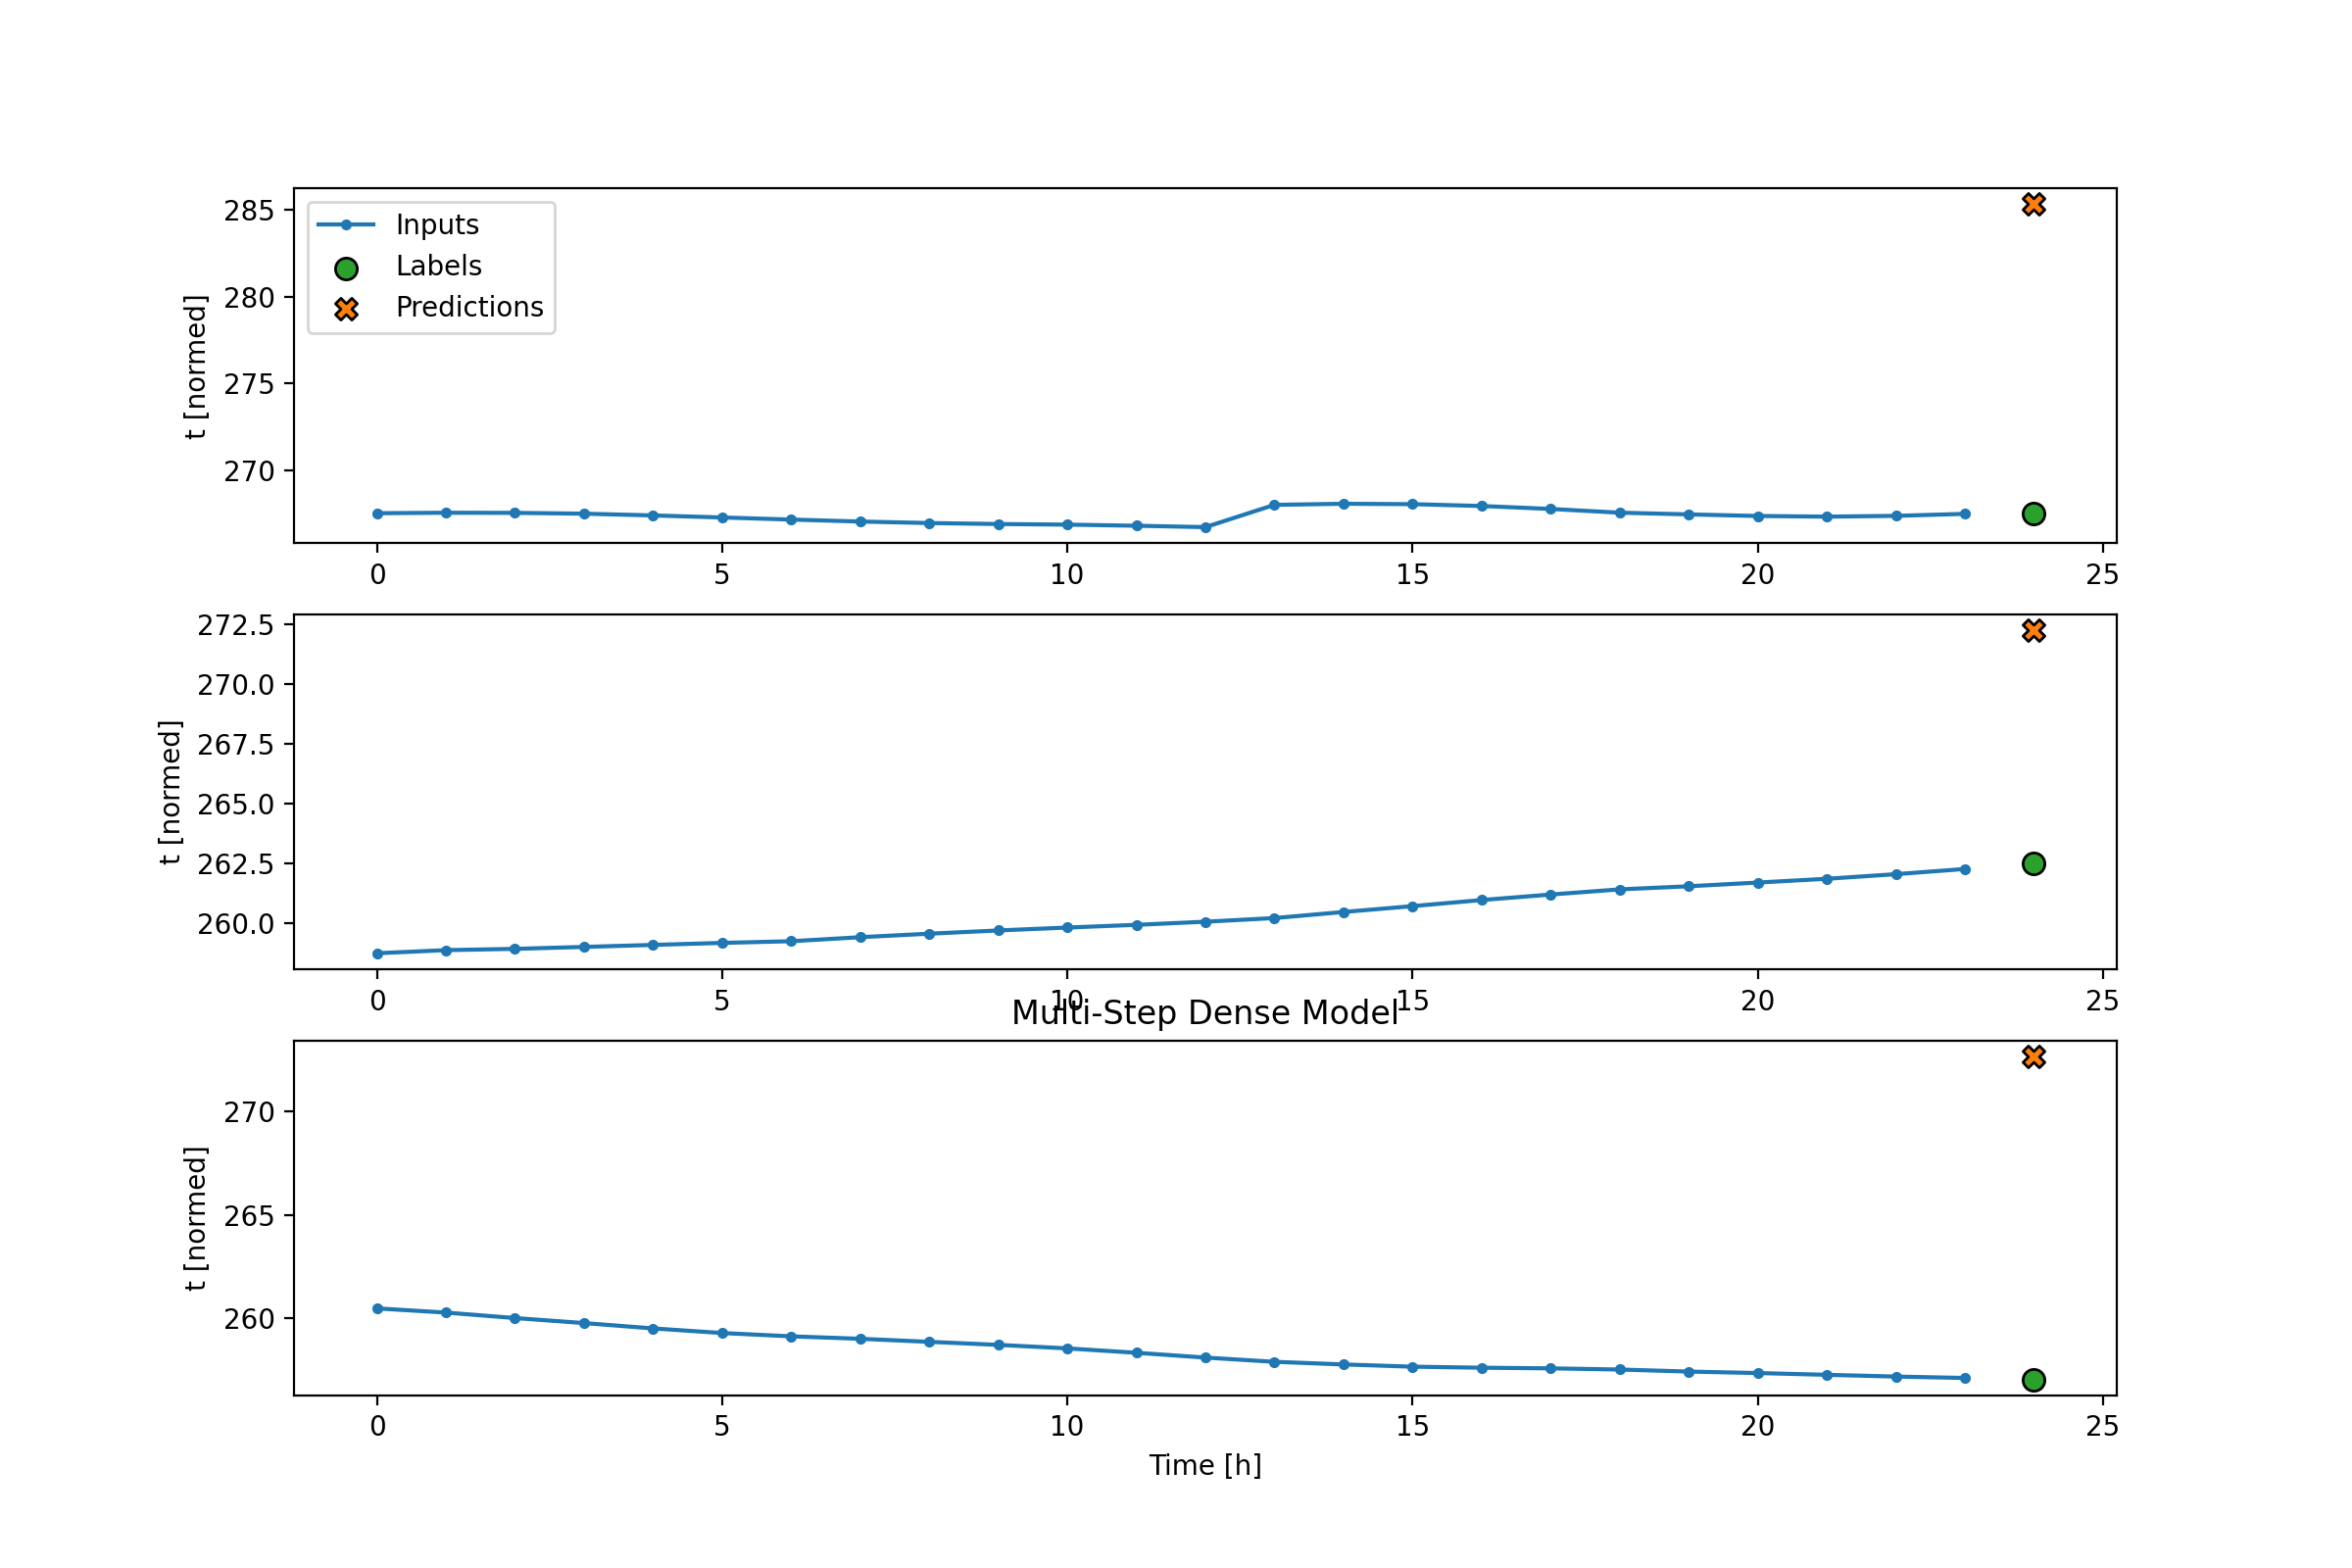 285
280
275
270
t [normed]
Inputs
Labels
Predictions
0 5 10 15 20 25
272.5
270.0
267.5
265.0
262.5
260.0
t [normed]
0 5 10 15 20 25
Multi-Step Dense Model
270
265
260
t [normed]
0 5 10 15 20 25
Time [h]